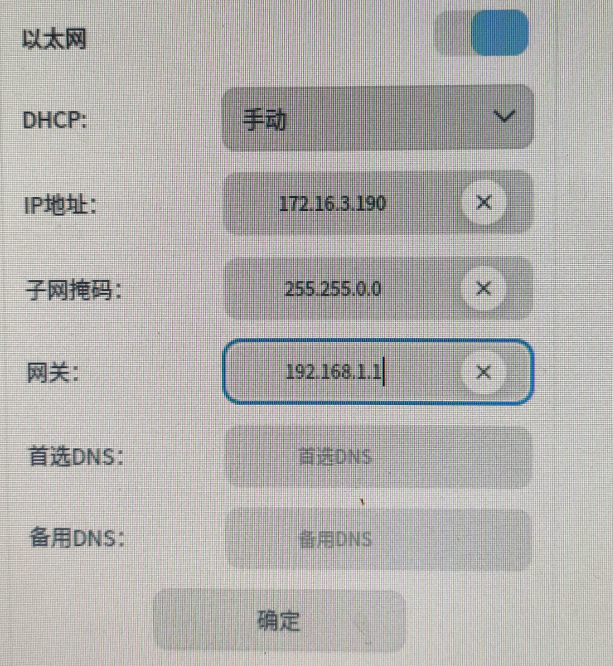 以太网
DHCP: 手动
IP地址: 172.16.3.190
子网掩码: 255.255.0.0
网关: 192.168.1.1
首选DNS: 首选DNS
备用DNS: 备用DNS
确定